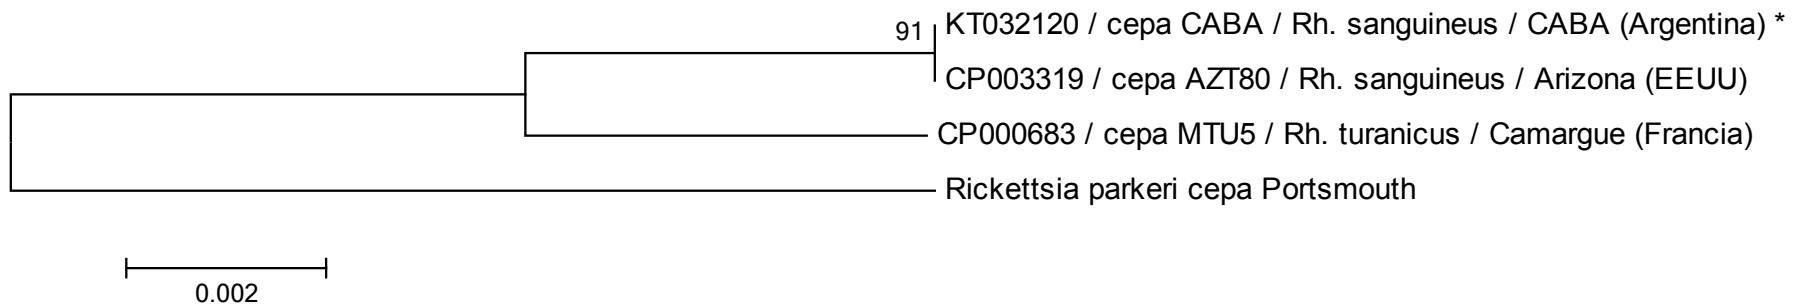 91
KT032120 / cepa CABA / Rh. sanguineus / CABA (Argentina) *
CP003319 / cepa AZT80 / Rh. sanguineus / Arizona (EEUU)
CP000683 / cepa MTU5 / Rh. turanicus / Camargue (Francia)
Rickettsia parkeri cepa Portsmouth
0.002